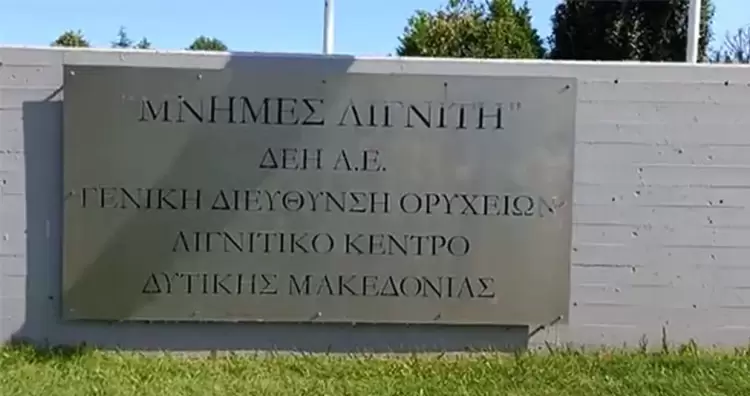 "ΜΝΗΜΕΣ ΛΙΓΝΙΤΗ"
ΔΕΗ Α.Ε.
ΓΕΝΙΚΗ ΔΙΕΥΘΥΝΣΗ ΟΡΥΧΕΙΩΝ
ΛΙΓΝΙΤΙΚΟ ΚΕΝΤΡΟ
ΔΥΤΙΚΗΣ ΜΑΚΕΔΟΝΙΑΣ